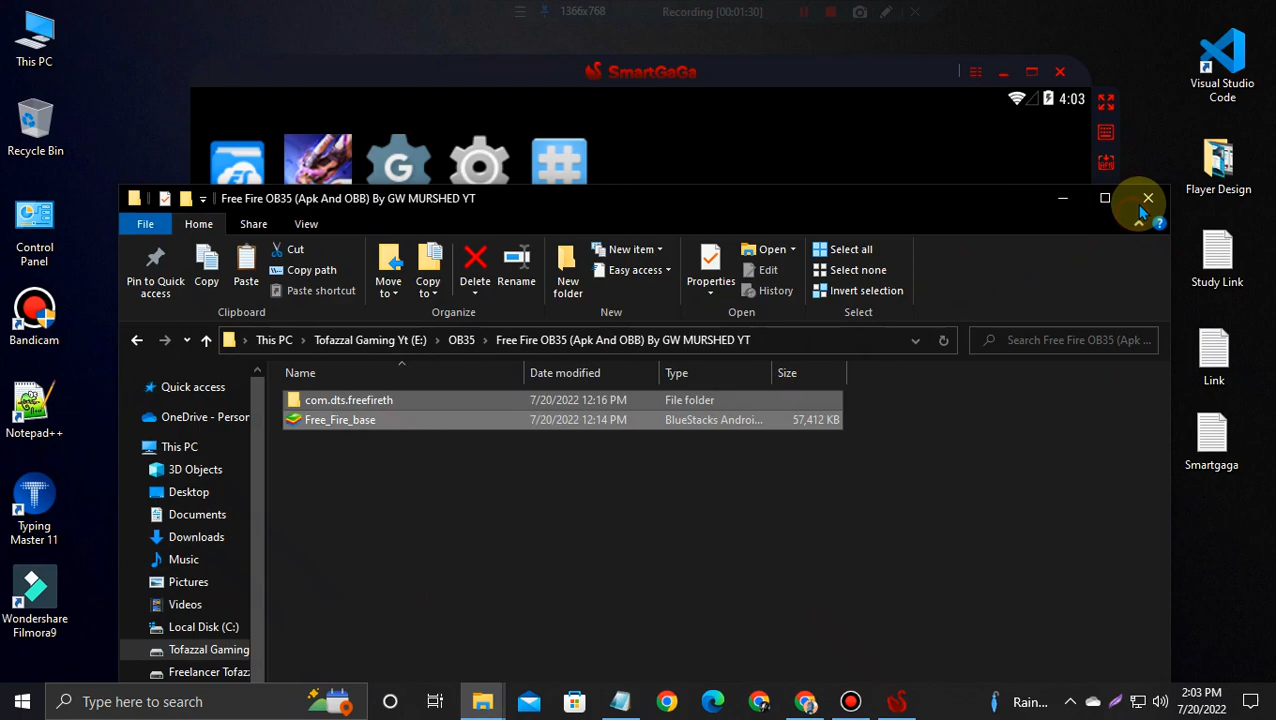 1366x768
Recording [00:01:30]
This PC
Recycle Bin
Control
Panel
Bandicam
Notepad++
Typing
Master 11
Wondershare
Filmora9
Visual Studio
Code
Flayer Design
Study Link
Link
Smartgaga
SmartGaGa
4:03
G
APK
Free Fire OB35 (Apk And OBB) By GW MURSHED YT
File
Home
Share
View
Pin to Quick
access
Copy
Paste
Cut
Copy path
Paste shortcut
Move
to
Copy
to
Delete
Rename
New
folder
New item
Easy access
Properties
Open
Edit
History
Select all
Select none
Invert selection
Clipboard
Organize
New
Open
Select
This PC
Tofazzal Gaming Yt (E:)
OB35
Free Fire OB35 (Apk And OBB) By GW MURSHED YT
Search Free Fire OB35 (Apk ...
Name
Date modified
Type
Size
com.dts.freefireth
7/20/2022 12:16 PM
File folder
Free_Fire_base
7/20/2022 12:14 PM
BlueStacks Androi...
57,412 KB
Quick access
OneDrive - Person
This PC
3D Objects
Desktop
Documents
Downloads
Music
Pictures
Videos
Local Disk (C:)
Tofazzal Gaming
Freelancer Tofaz
Type here to search
Rain...
2:03 PM
7/20/2022